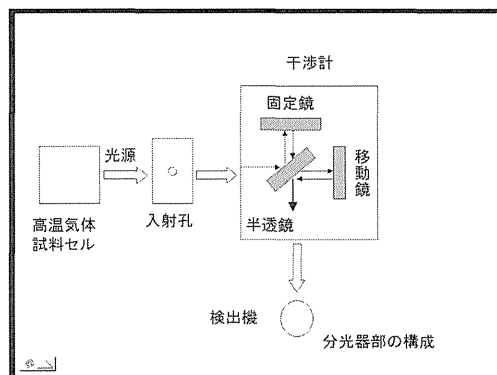 干渉計
固定鏡
光源
移動鏡
高温気体
試料セル
入射孔
半透鏡
検出機
分光器部の構成